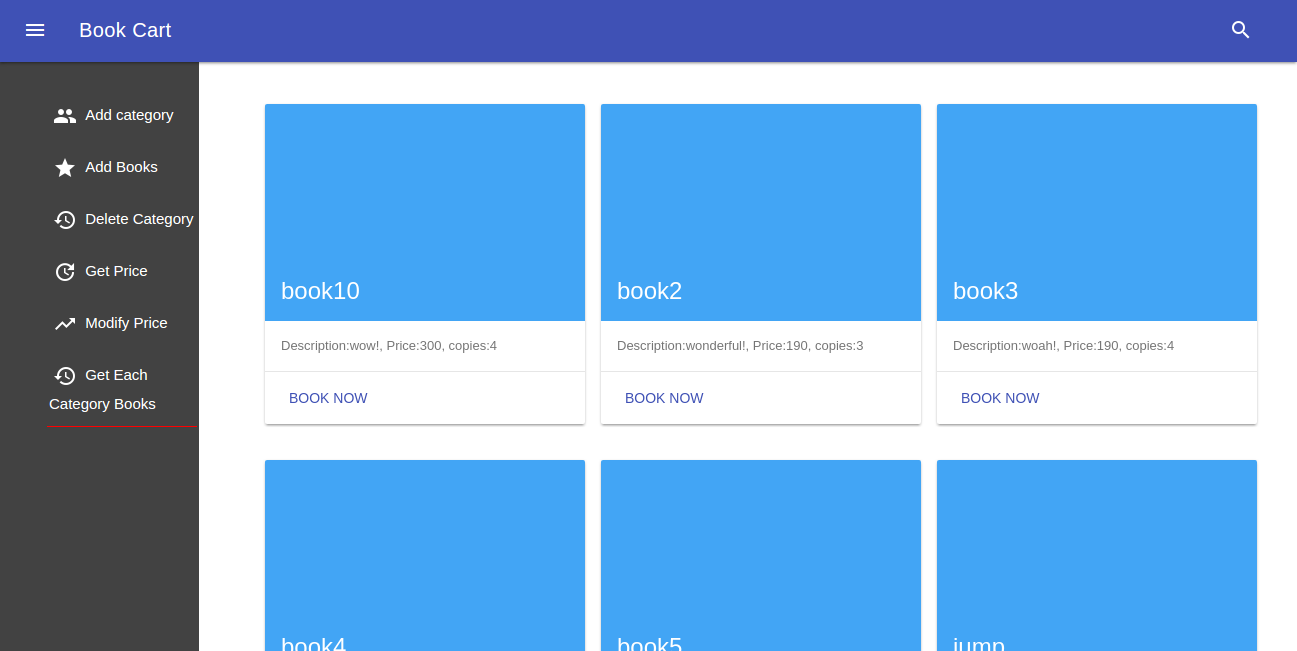 Book Cart
Add category
Add Books
Delete Category
Get Price
Modify Price
Get Each
Category Books
book10
Description:wow!, Price:300, copies:4
BOOK NOW
book2
Description:wonderful!, Price:190, copies:3
BOOK NOW
book3
Description:woah!, Price:190, copies:4
BOOK NOW
book4
book5
jump